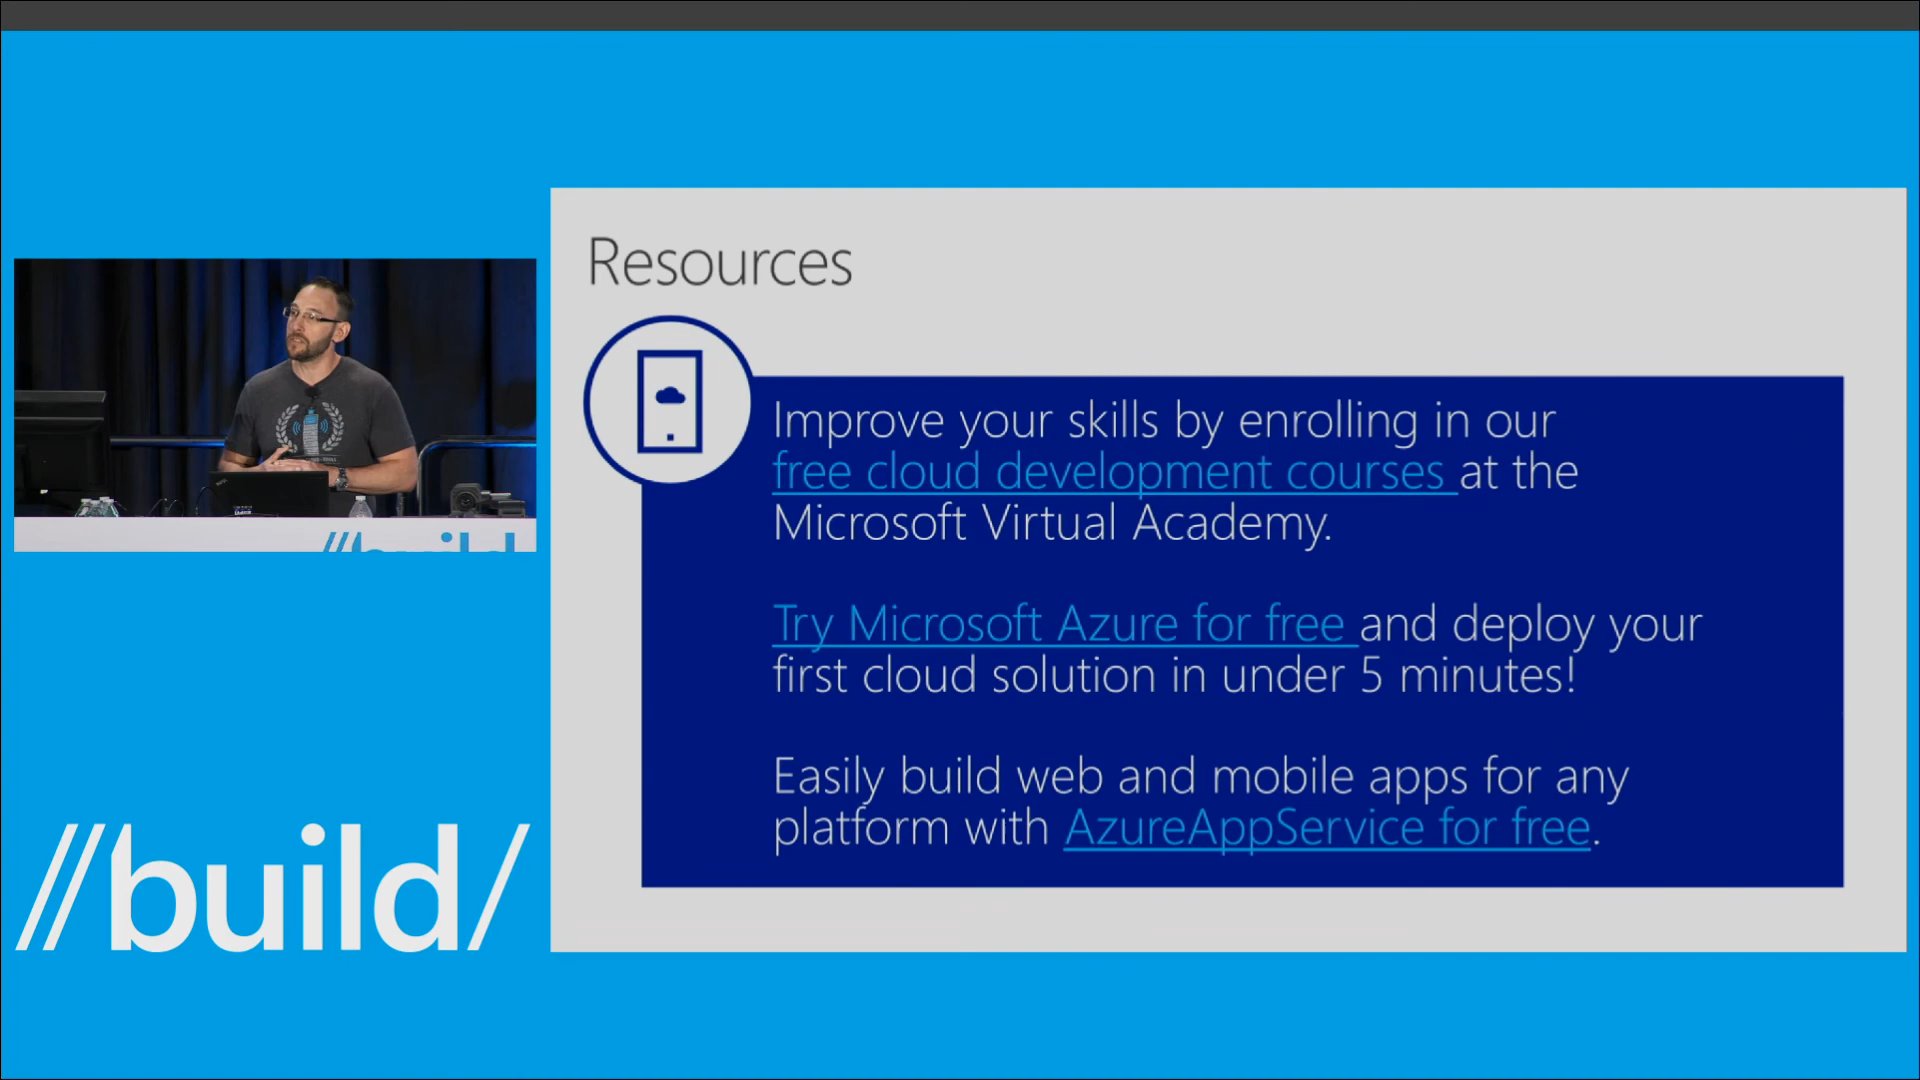 Resources
Improve your skills by enrolling in our
free cloud development courses at the
Microsoft Virtual Academy.
Try Microsoft Azure for free and deploy your
first cloud solution in under 5 minutes!
Easily build web and mobile apps for any
platform with AzureAppService for free.
//build
//build/